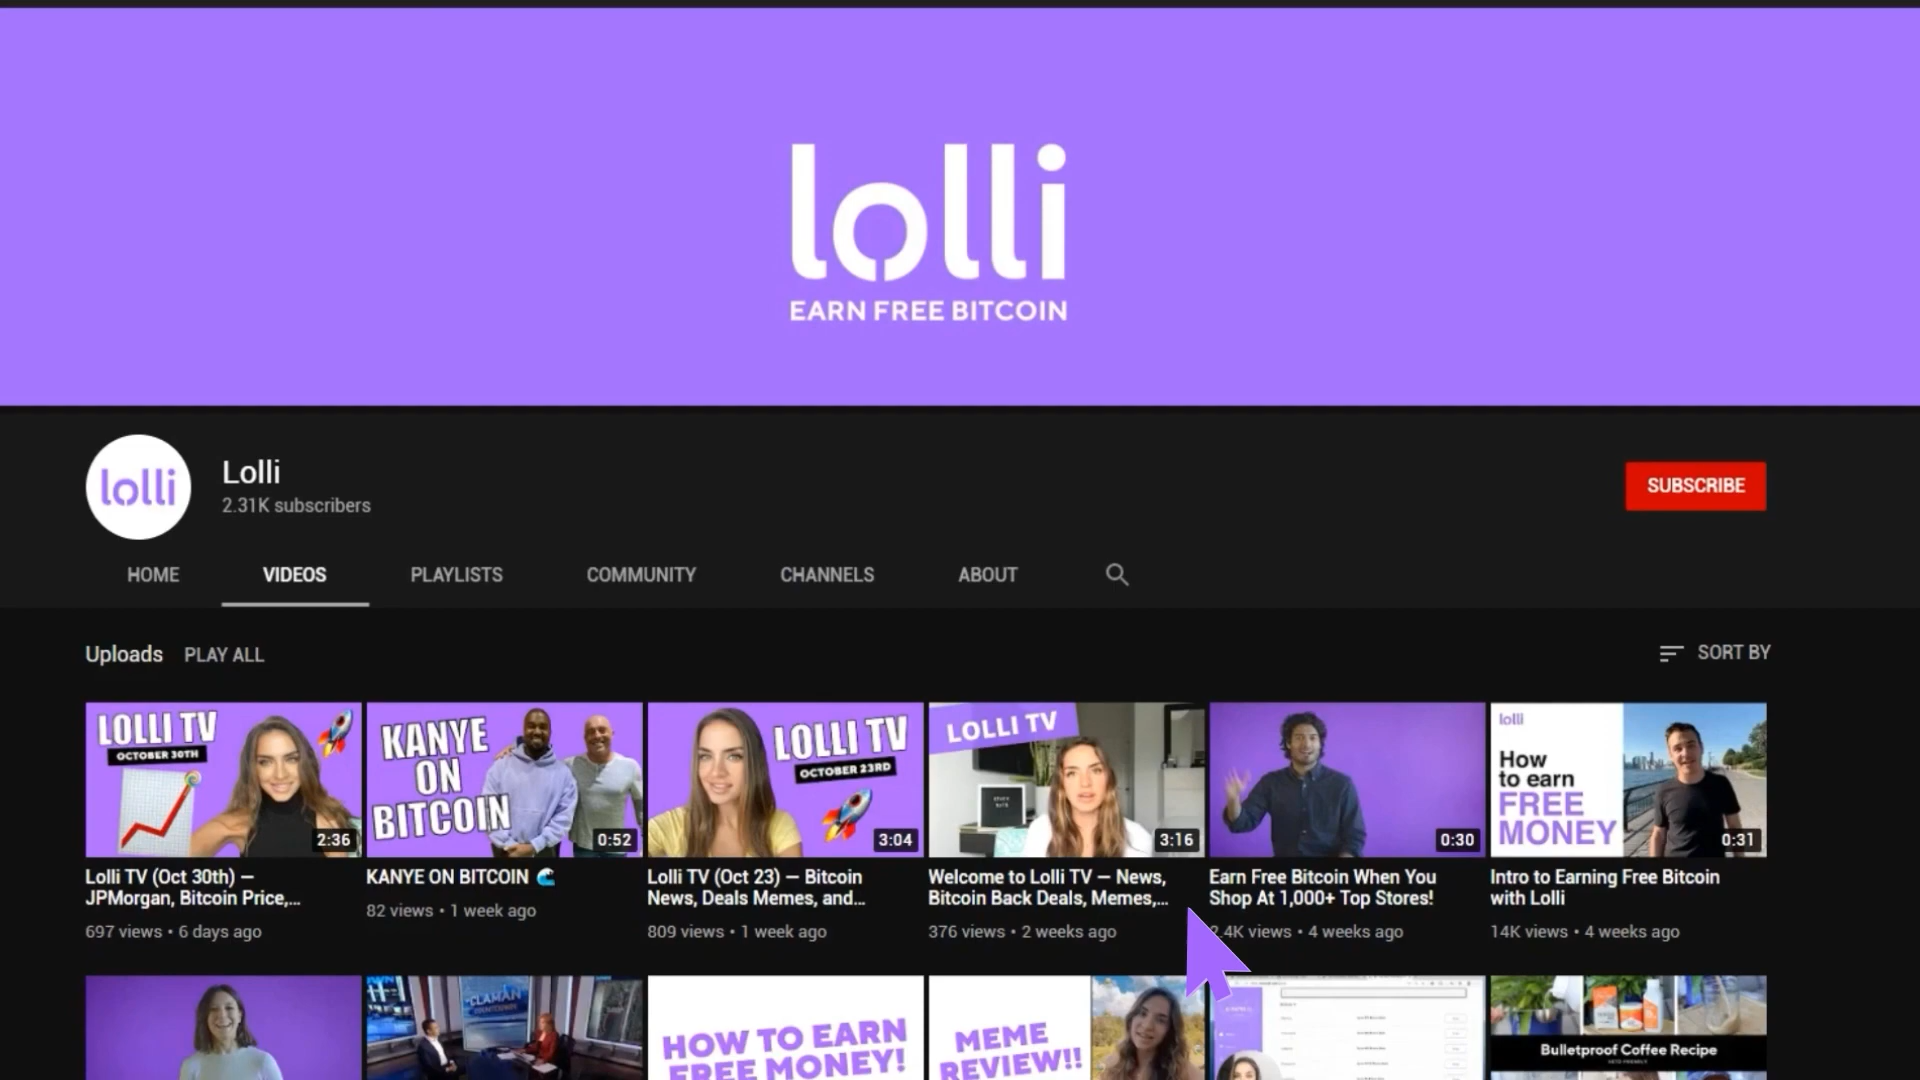 lolli
EARN FREE BITCOIN
lolli
Lolli
2.31K subscribers
SUBSCRIBE
HOME
VIDEOS
PLAYLISTS
COMMUNITY
CHANNELS
ABOUT
Uploads
PLAY ALL
SORT BY
LOLLI TV
OCTOBER 30TH
2:36
KANYE
ON
BITCOIN
0:52
LOLLI TV
OCTOBER 23RD
3:04
LOLLI TV
3:16
0:30
lolli
How
to earn
FREE
MONEY
0:31
Lolli TV (Oct 30th) —
JPMorgan, Bitcoin Price,...
697 views • 6 days ago
KANYE ON BITCOIN 🌊
82 views • 1 week ago
Lolli TV (Oct 23) — Bitcoin
News, Deals Memes, and...
809 views • 1 week ago
Welcome to Lolli TV — News,
Bitcoin Back Deals, Memes,...
376 views • 2 weeks ago
Earn Free Bitcoin When You
Shop At 1,000+ Top Stores!
2.4K views • 4 weeks ago
Intro to Earning Free Bitcoin
with Lolli
14K views • 4 weeks ago
CLAMAN
COUNTDOWN
HOW TO EARN
FREE MONEY!
MEME
REVIEW!!
Bulletproof Coffee Recipe
KETO FRIENDLY